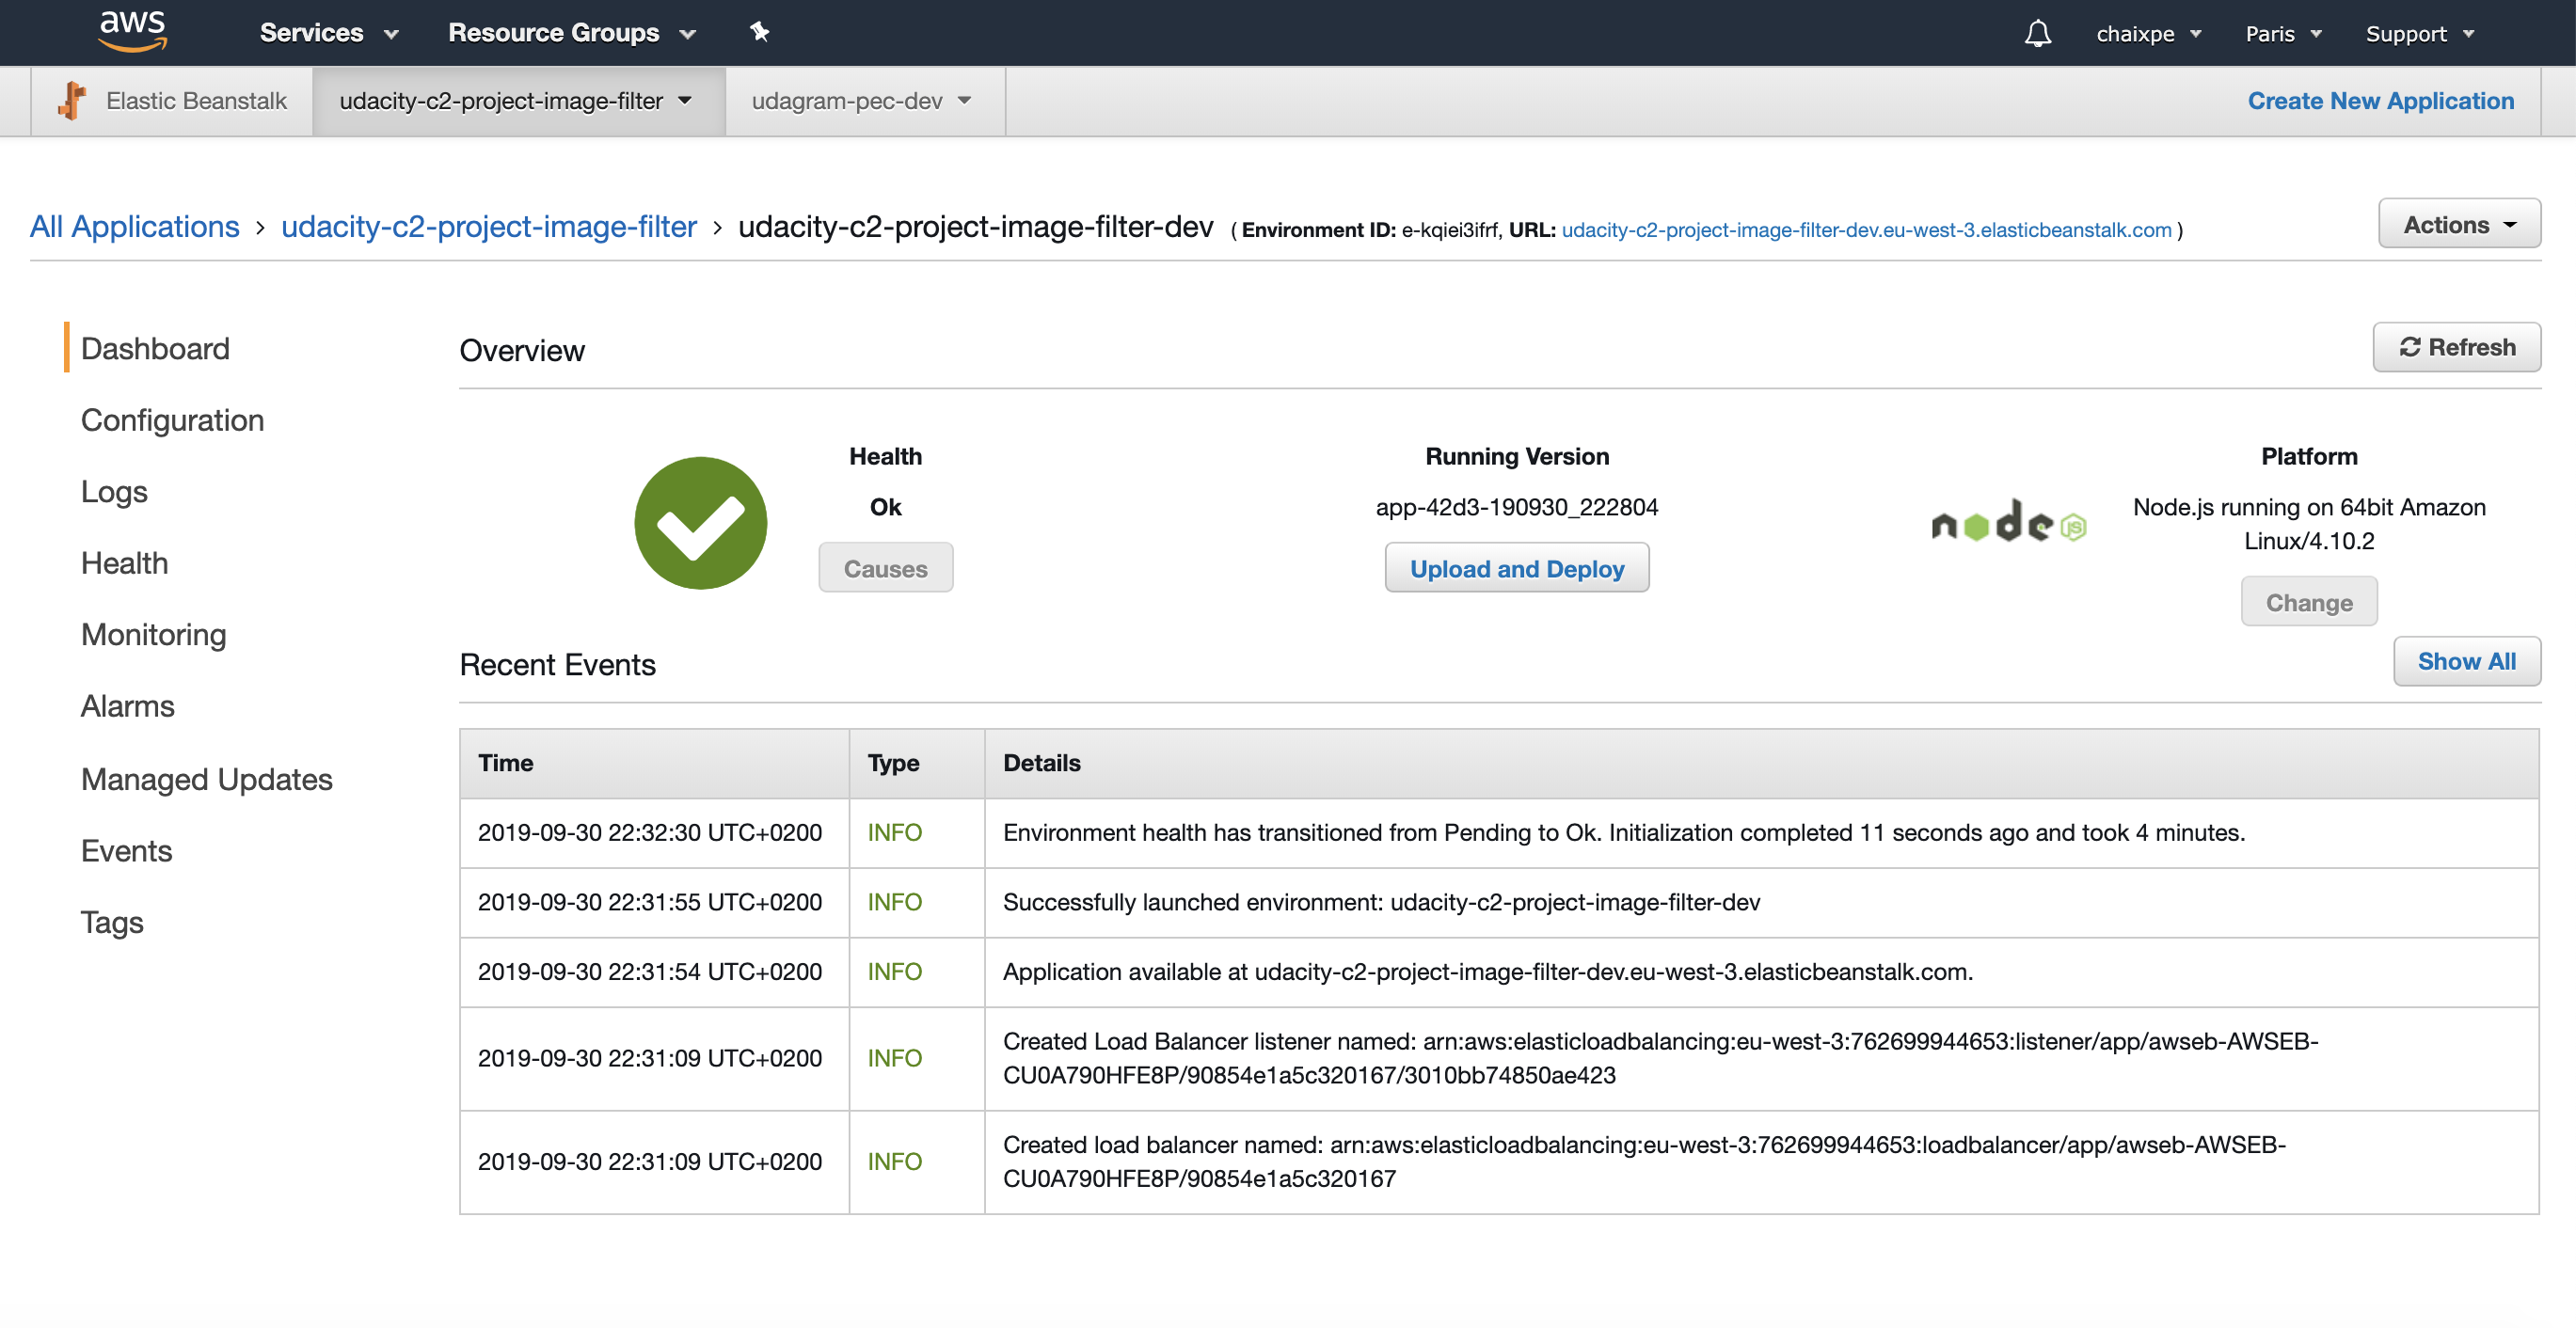 aws Services Resource Groups chaixpe Paris Support
Elastic Beanstalk udacity-c2-project-image-filter udagram-pec-dev Create New Application
All Applications › udacity-c2-project-image-filter › udacity-c2-project-image-filter-dev ( Environment ID: e-kqiei3ifrf, URL: udacity-c2-project-image-filter-dev.eu-west-3.elasticbeanstalk.com ) Actions
Dashboard
Configuration
Logs
Health
Monitoring
Alarms
Managed Updates
Events
Tags
Overview Refresh
Health
Ok
Causes
Running Version
app-42d3-190930_222804
Upload and Deploy
node JS
Platform
Node.js running on 64bit Amazon
Linux/4.10.2
Change
Recent Events Show All
Time Type Details
2019-09-30 22:32:30 UTC+0200 INFO Environment health has transitioned from Pending to Ok. Initialization completed 11 seconds ago and took 4 minutes.
2019-09-30 22:31:55 UTC+0200 INFO Successfully launched environment: udacity-c2-project-image-filter-dev
2019-09-30 22:31:54 UTC+0200 INFO Application available at udacity-c2-project-image-filter-dev.eu-west-3.elasticbeanstalk.com.
2019-09-30 22:31:09 UTC+0200 INFO Created Load Balancer listener named: arn:aws:elasticloadbalancing:eu-west-3:762699944653:listener/app/awseb-AWSEB-
CU0A790HFE8P/90854e1a5c320167/3010bb74850ae423
2019-09-30 22:31:09 UTC+0200 INFO Created load balancer named: arn:aws:elasticloadbalancing:eu-west-3:762699944653:loadbalancer/app/awseb-AWSEB-
CU0A790HFE8P/90854e1a5c320167